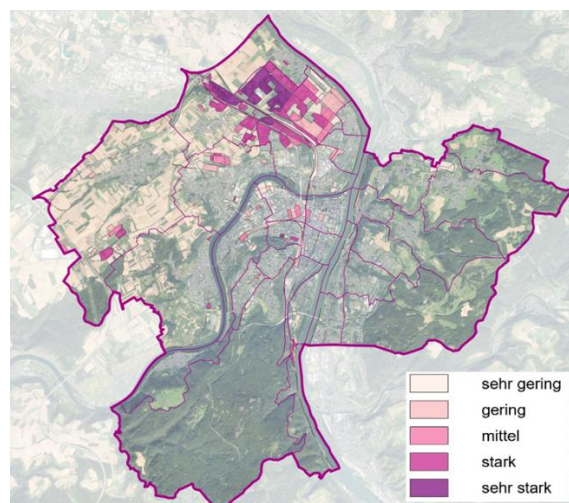 sehr gering
gering
mittel
stark
sehr stark